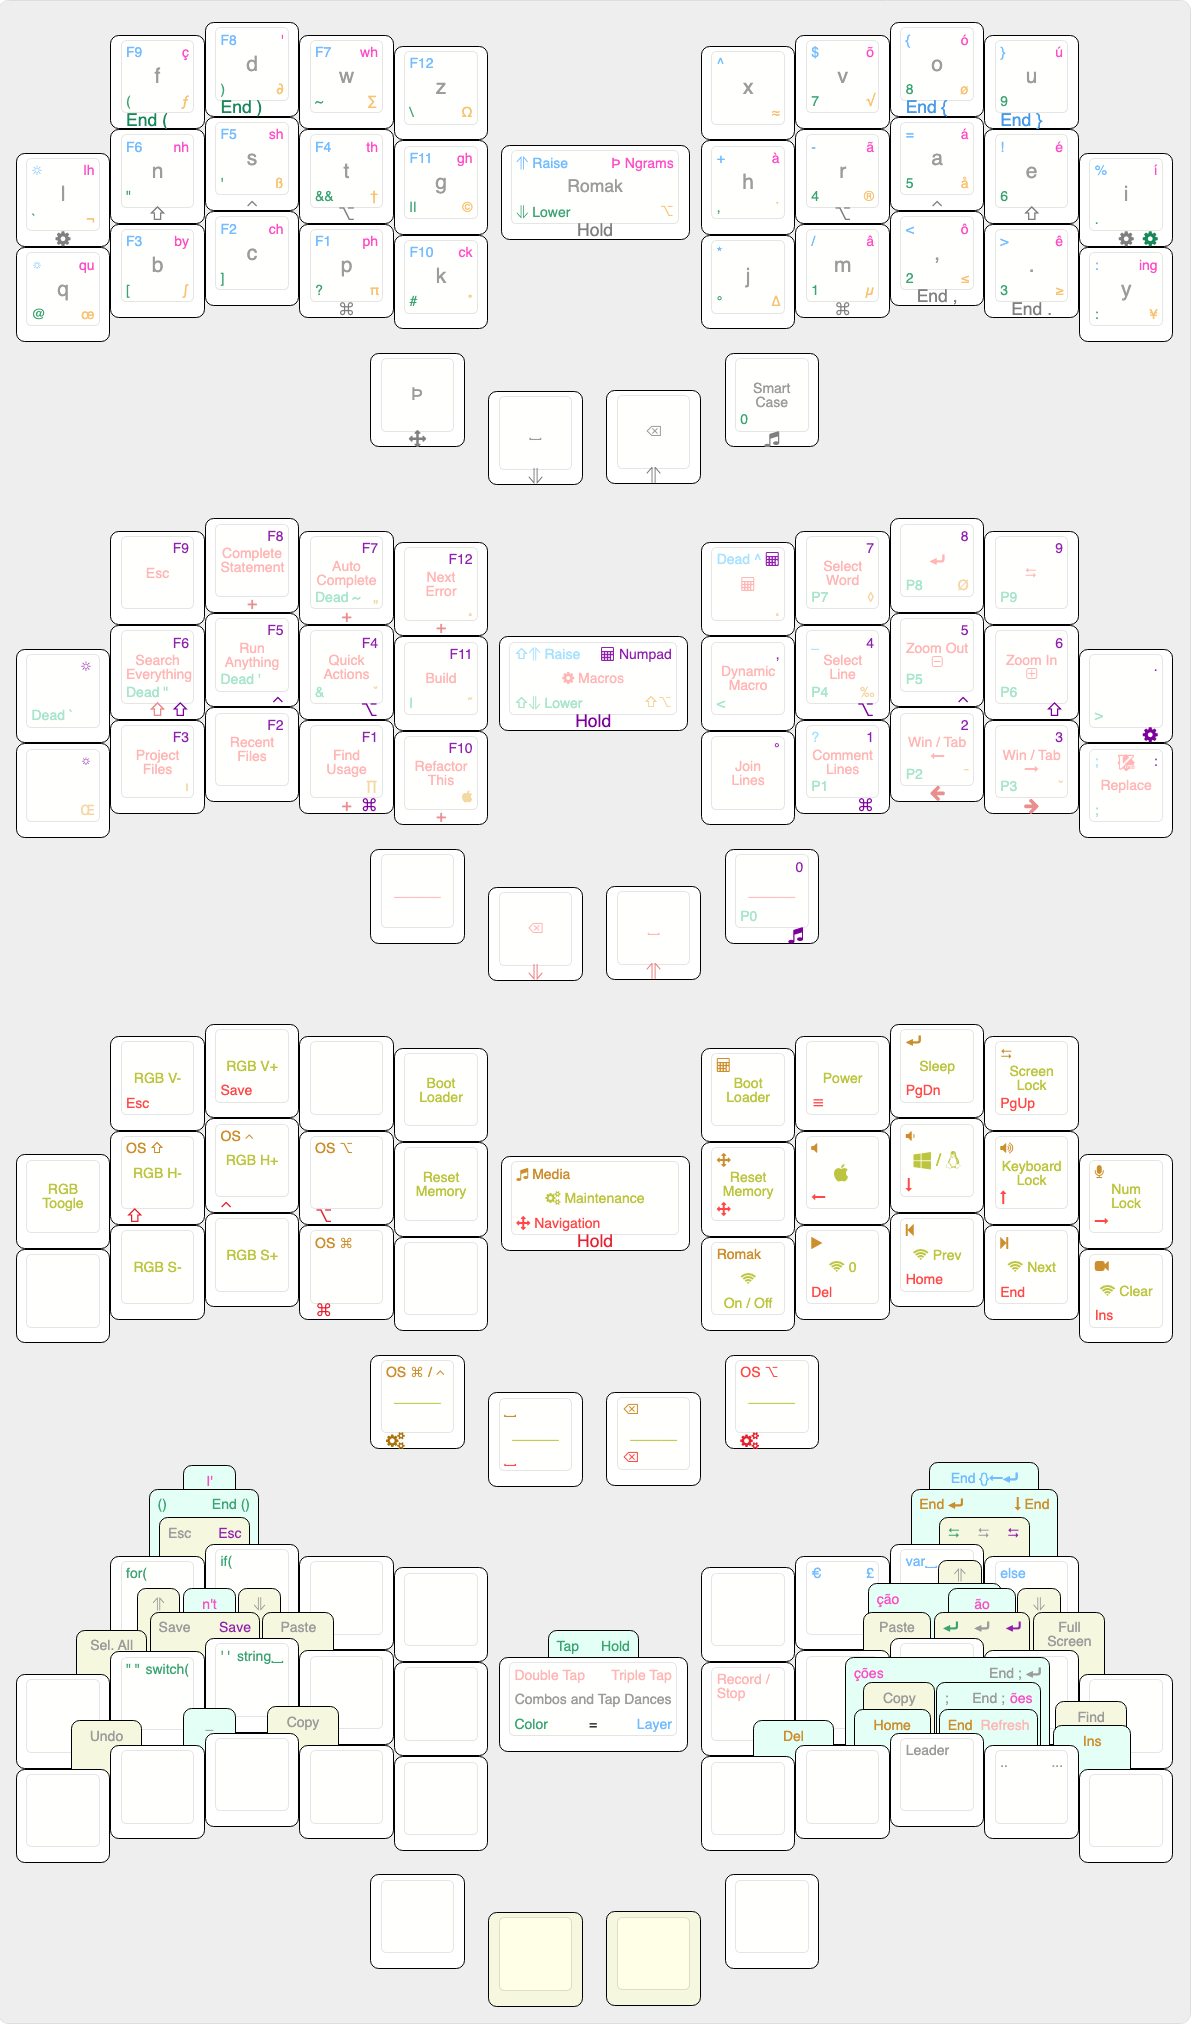 F9 ç
f
( ƒ
End (
F8 '
d
) ∂
End )
F7 wh
w
~ ∑
F12
z
\ Ω
^
x
≈
$ õ
v
7 √
{ ó
o
8 ø
End {
} ú
u
9
End }
lh
l
` ¬
F6 nh
n
"
F5 sh
s
' ß
^
F4 th
t
&& †
⌥
F11 gh
g
II ©
⇑ Raise Þ Ngrams
Romak
⇓ Lower ⌥
Hold
+ à
h
,
- ã
r
4 ®
⌥
= á
a
5 å
^
! é
e
6
% í
i
.
qu
q
@ œ
F3 by
b
[ ∫
F2 ch
c
]
F1 ph
p
? π
⌘
F10 ck
k
# °
*
j
° Δ
/ â
m
1 µ
⌘
< ô
,
2 ≤
End ,
> ê
.
3 ≥
End .
: ing
y
: ¥
Þ
Smart
Case
0
F9
Esc
F8
Complete
Statement
+
F7
Auto
Complete
Dead ~ „
+
F12
Next
Error
+
Dead ^
7
Select
Word
P7 ◊
8
P8 Ø
9
P9
Dead `
F6
Search
Everything
Dead "
F5
Run
Anything
Dead '
^
F4
Quick
Actions
& ˇ
⌥
F11
Build
I
⇧⇑ Raise Numpad
Macros
⇧⇓ Lower ⇧⌥
Hold
,
Dynamic
Macro
<
_ 4
Select
Line
P4 ‰
⌥
5
Zoom Out
P5
^
6
Zoom In
P6
.
>
Œ
F3
Project
Files
ı
F2
Recent
Files
F1
Find
Usage
∏
+ ⌘
F10
Refactor
This
+
°
Join
Lines
? 1
Comment
Lines
P1
⌘
2
Win / Tab
←
P2
3
Win / Tab
→
P3
; :
Replace
;
0
P0
RGB V-
Esc
RGB V+
Save
Boot
Loader
Boot
Loader
Power
≡
Sleep
PgDn
Screen
Lock
PgUp
RGB
Toogle
OS ⇧
RGB H-
⇧
OS ^
RGB H+
^
OS ⌥
⌥
Reset
Memory
Media
Maintenance
Navigation
Hold
Reset
Memory
←
/
↓
Keyboard
Lock
↑
Num
Lock
→
RGB S-
RGB S+
OS ⌘
⌘
Romak
On / Off
0
Del
Prev
Home
Next
End
Clear
Ins
OS ⌘ / ^
OS ⌥
I'
() End ()
Esc Esc
for(
if(
n't
Save Save
Paste
Sel. All
" " switch(
' ' string_
Undo
_
Copy
Tap Hold
Double Tap Triple Tap
Combos and Tap Dances
Color = Layer
End {}←↵
End ↵ ↓ End
€ £
var_
else
ção
ão
Paste
Full
Screen
Record /
Stop
ções End ; ↵
Copy
; End ; ões
Find
Del
Home
End Refresh
Ins
Leader
.. ...